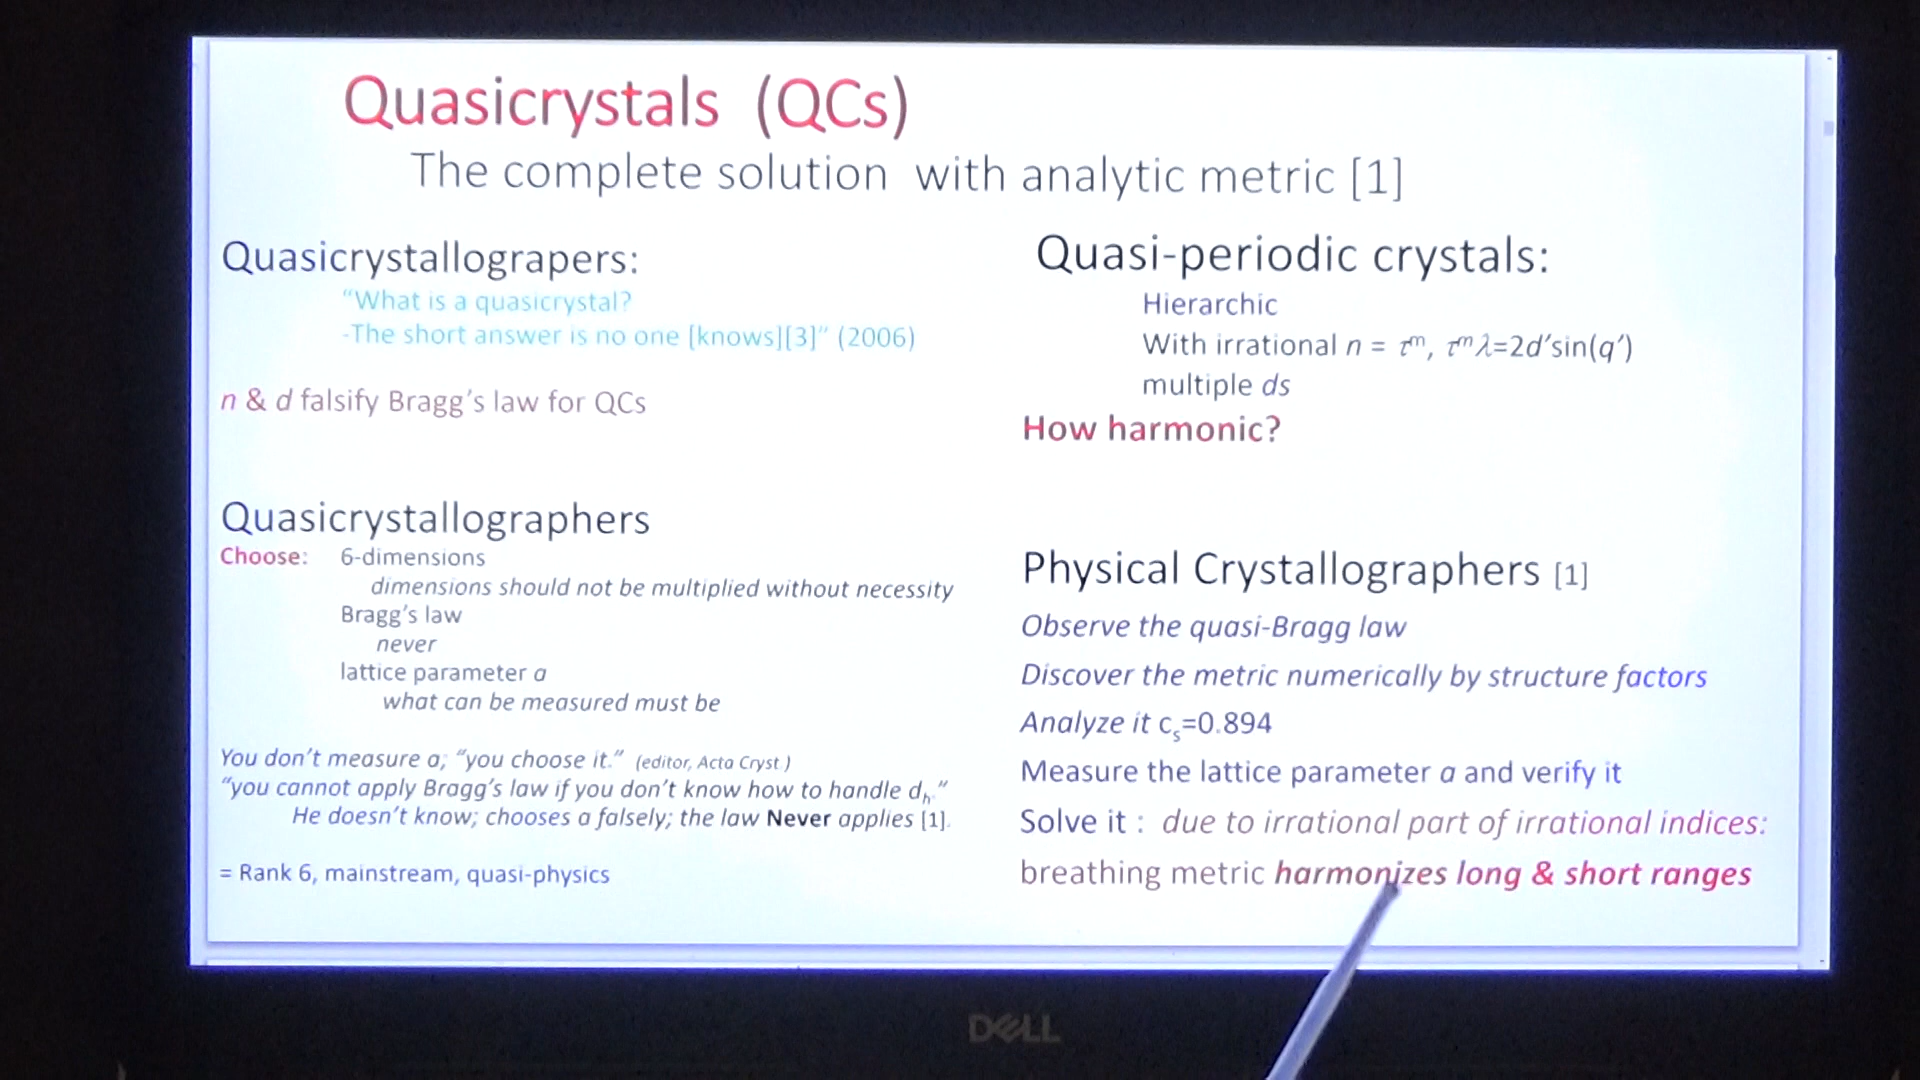 Quasicrystals (QCs)
The complete solution with analytic metric [1]
Quasicrystallograpers:
“What is a quasicrystal?
-The short answer is no one [knows][3]” (2006)
n & d falsify Bragg’s law for QCs
Quasicrystallographers
Choose: 6-dimensions
dimensions should not be multiplied without necessity
Bragg’s law
never
lattice parameter a
what can be measured must be
You don’t measure a; “you choose it.” (editor, Acta Cryst.)
“you cannot apply Bragg’s law if you don’t know how to handle dₕ.”
He doesn’t know; chooses a falsely; the law Never applies [1].
= Rank 6, mainstream, quasi-physics
Quasi-periodic crystals:
Hierarchic
With irrational n = τᵐ, τᵐλ=2d’sin(q’)
multiple ds
How harmonic?
Physical Crystallographers [1]
Observe the quasi-Bragg law
Discover the metric numerically by structure factors
Analyze it cₛ=0.894
Measure the lattice parameter a and verify it
Solve it : due to irrational part of irrational indices:
breathing metric harmonizes long & short ranges
DELL